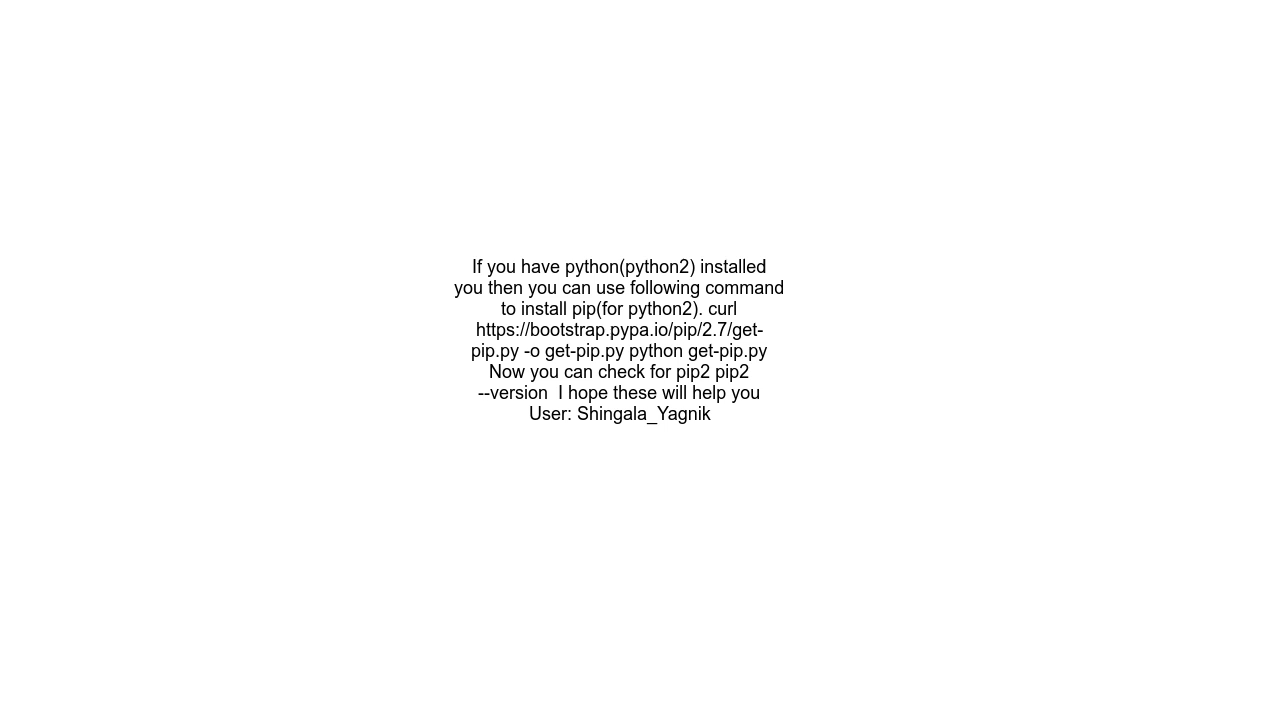 If you have python(python2) installed
you then you can use following command
to install pip(for python2). curl
https://bootstrap.pypa.io/pip/2.7/get-
pip.py -o get-pip.py python get-pip.py
Now you can check for pip2 pip2
--version  I hope these will help you
User: Shingala_Yagnik